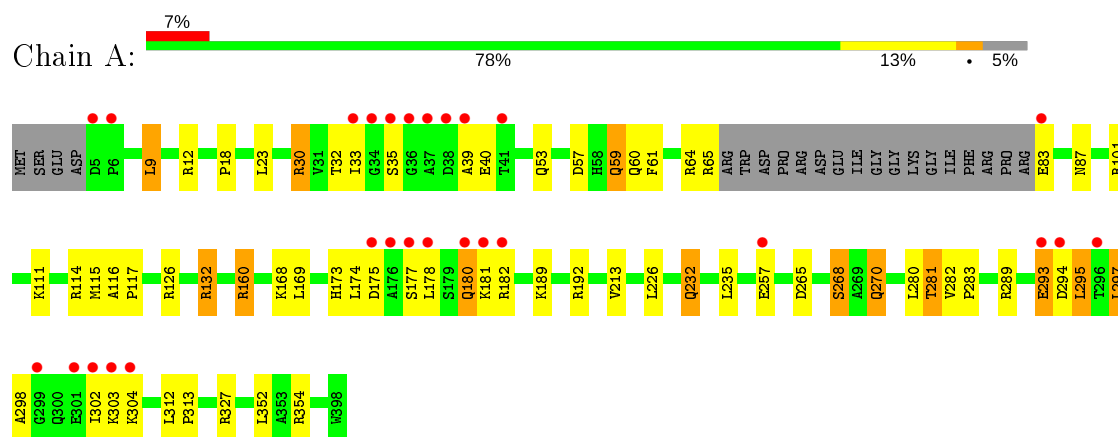 7%
Chain A:
78% 13% • 5%
MET SER GLU ASP D5 P6 L9 R12 P18 L23 R30 V31 T32 I33 G34 S35 G36 A37 D38 A39 E40 T41 Q53 D57 H58 Q59 Q60 F61 R64 R65 ARG TRP ASP PRO ARG ASP GLU ILE GLY GLY LYS GLY ILE PHE ARG PRO ARG E83 N87 R101
K111 R114 M115 A116 P117 R126 R132 R160 K168 L169 H173 L174 D175 A176 S177 L178 S179 Q180 K181 R182 K189 R192 V213 L226 Q232 L235 E257 D265 S268 A269 Q270 L280 T281 V282 P283 R289 E293 D294 L295 T296 L297
A298 G299 Q300 E301 I302 K303 K304 L312 P313 R327 L352 A353 R354 W398